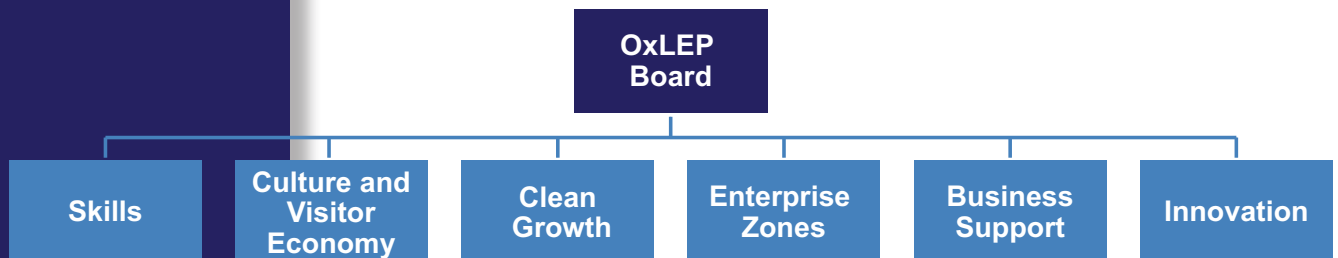 OxLEP
Board
Skills
Culture and
Visitor
Economy
Clean
Growth
Enterprise
Zones
Business
Support
Innovation